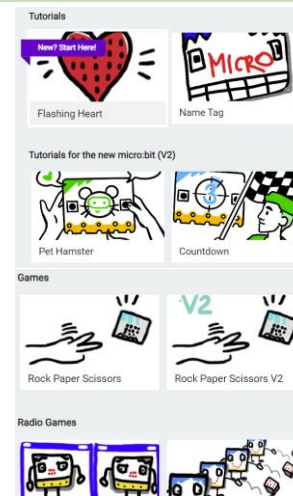 Tutorials
New? Start Here!
MICRO
Flashing Heart
Name Tag
Tutorials for the new micro:bit (V2)
3
Pet Hamster
Countdown
Games
V2
Rock Paper Scissors
Rock Paper Scissors V2
Radio Games